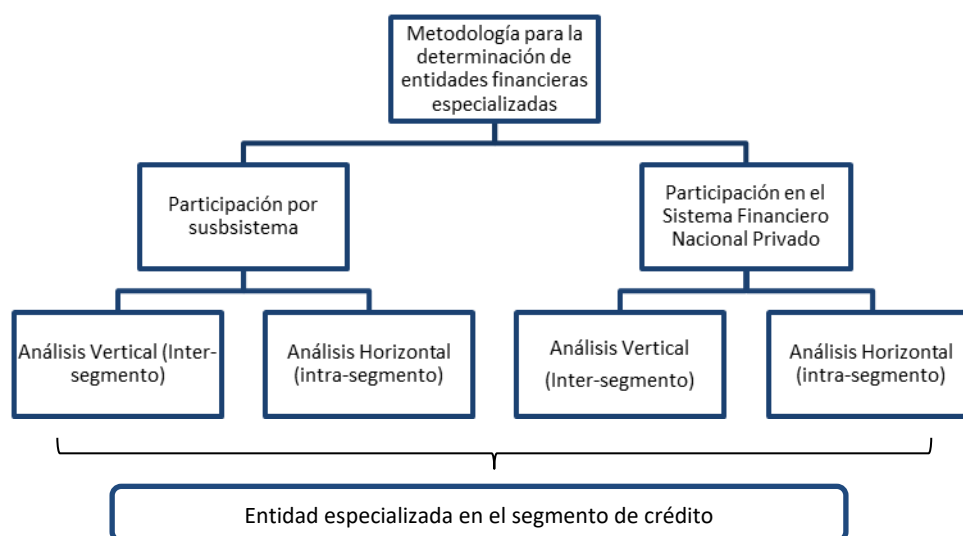 Metodología para la
determinación de
entidades financieras
especializadas
Participación por
susbsistema
Participación en el
Sistema Financiero
Nacional Privado
Análisis Vertical (Inter-
segmento)
Análisis Horizontal
(intra-segmento)
Análisis Vertical
(Inter-segmento)
Análisis Horizontal
(intra-segmento)
Entidad especializada en el segmento de crédito